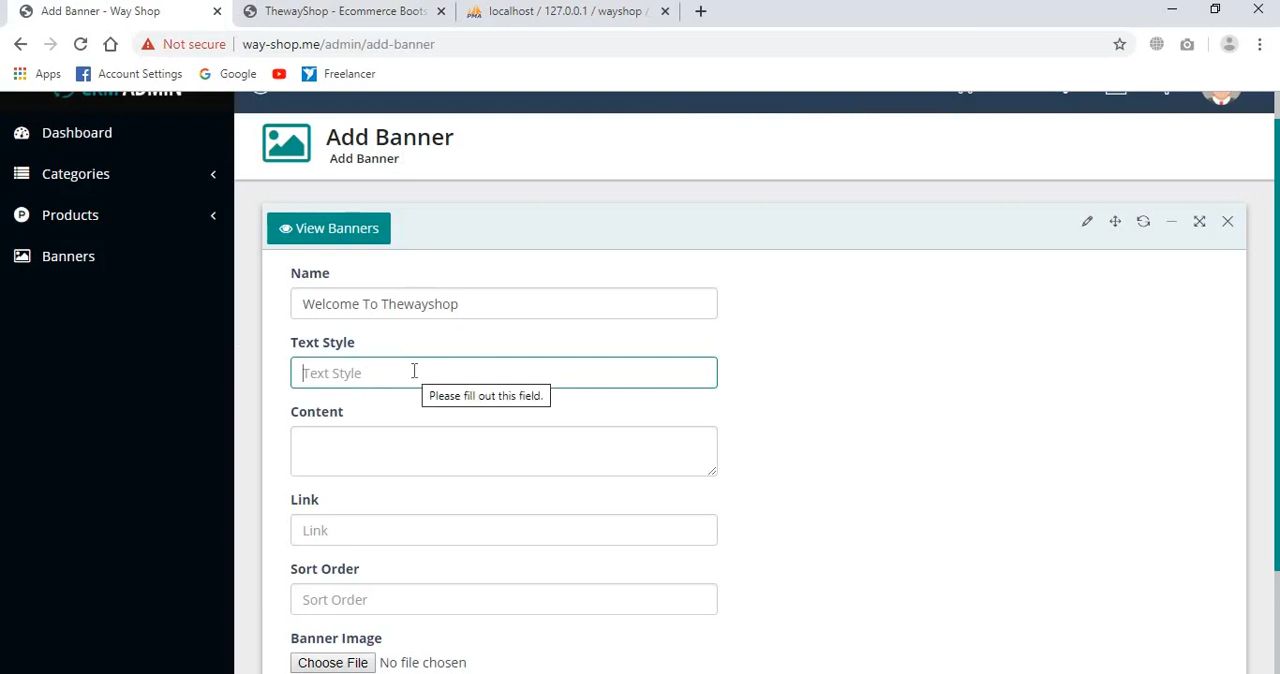 Add Banner - Way Shop
ThewayShop - Ecommerce Boots
localhost / 127.0.0.1 / wayshop /
Not secure
way-shop.me/admin/add-banner
Apps
Account Settings
Google
Freelancer
CRM ADMIN
Dashboard
Categories
Products
Banners
Add Banner
Add Banner
View Banners
Name
Welcome To Thewayshop
Text Style
Text Style
Please fill out this field.
Content
Link
Link
Sort Order
Sort Order
Banner Image
Choose File No file chosen